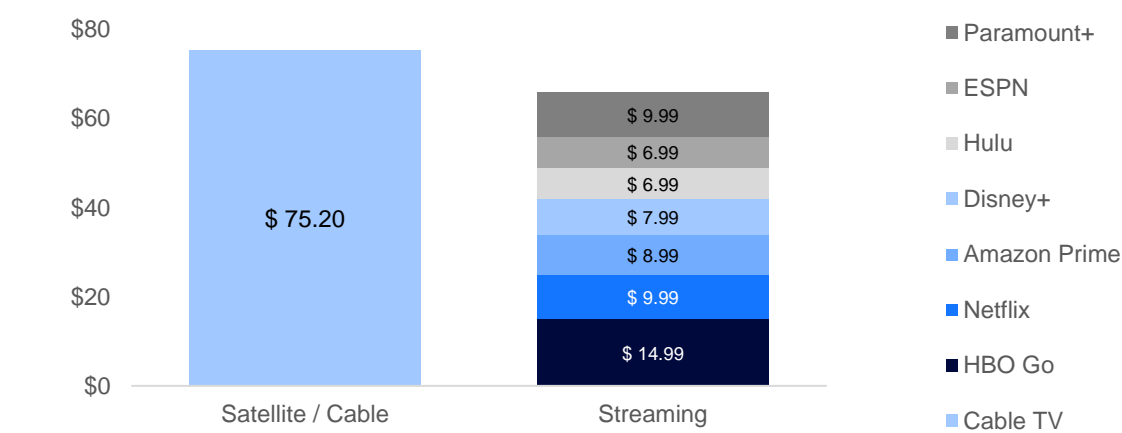 $80
$60
$40
$20
$0
$ 75.20
$ 9.99
$ 6.99
$ 6.99
$ 7.99
$ 8.99
$ 9.99
$ 14.99
Satellite / Cable
Streaming
Paramount+
ESPN
Hulu
Disney+
Amazon Prime
Netflix
HBO Go
Cable TV